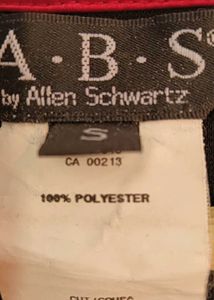 A·B·S
by Allen Schwartz
S
CA 00213
100% POLYESTER